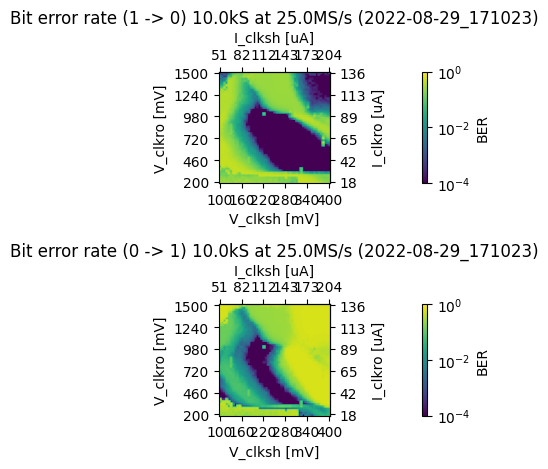 Bit error rate (1 -> 0) 10.0kS at 25.0MS/s (2022-08-29_171023)
I_clksh [uA]
51 82 112 143 173 204
V_clkro [mV]
1500 1240 980 720 460 200
136 113 89 65 42 18
I_clkro [uA]
100 160 220 280 340 400
V_clksh [mV]
10^0
10^-2
10^-4
BER
Bit error rate (0 -> 1) 10.0kS at 25.0MS/s (2022-08-29_171023)
I_clksh [uA]
51 82 112 143 173 204
V_clkro [mV]
1500 1240 980 720 460 200
136 113 89 65 42 18
I_clkro [uA]
100 160 220 280 340 400
V_clksh [mV]
10^0
10^-2
10^-4
BER